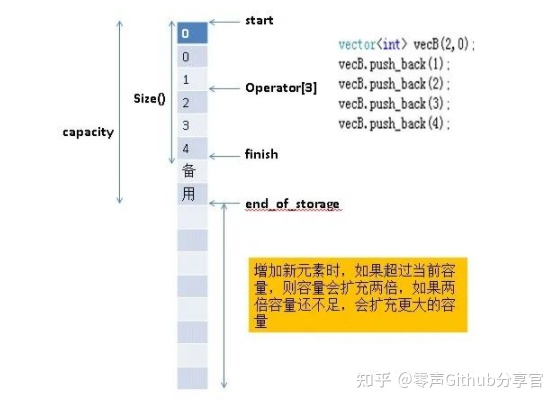 start
0
0
1
2
3
4
备
用
Size()
capacity
Operator[3]
finish
end_of_storage
vector<int> vecB(2,0);
vecB.push_back(1);
vecB.push_back(2);
vecB.push_back(3);
vecB.push_back(4);
增加新元素时，如果超过当前容
量，则容量会扩充两倍，如果两
倍容量还不足，会扩充更大的容
量
知乎 @零声Github分享官